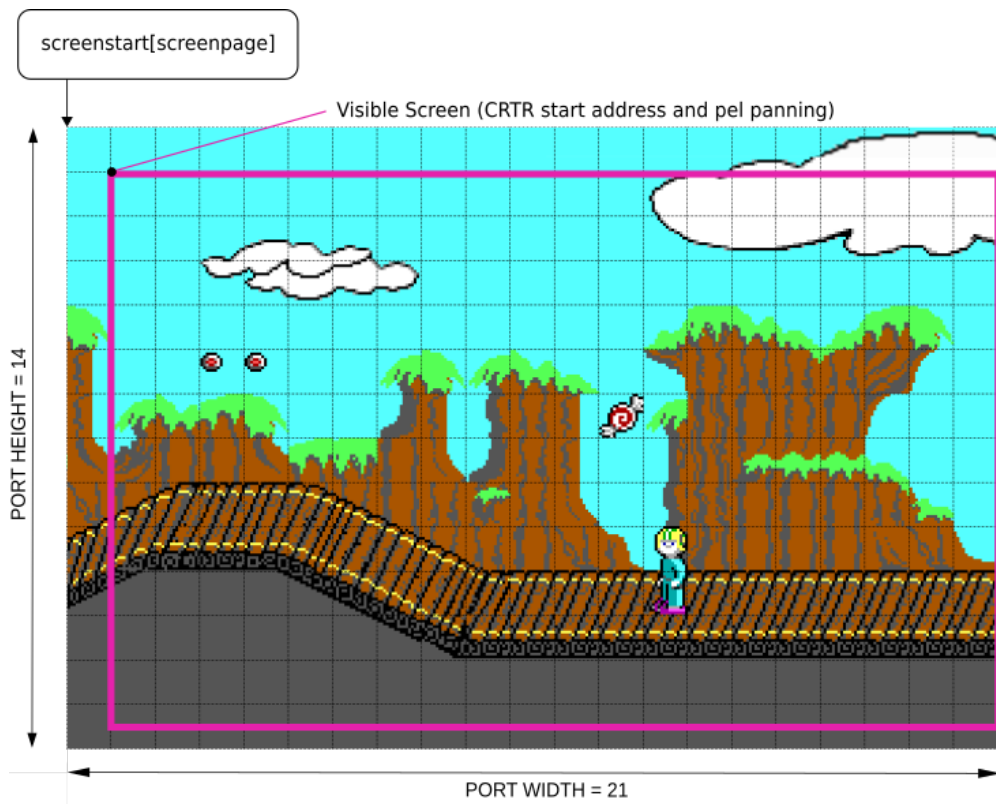 screenstart[screenpage]
Visible Screen (CRTR start address and pel panning)
PORT HEIGHT = 14
PORT WIDTH = 21